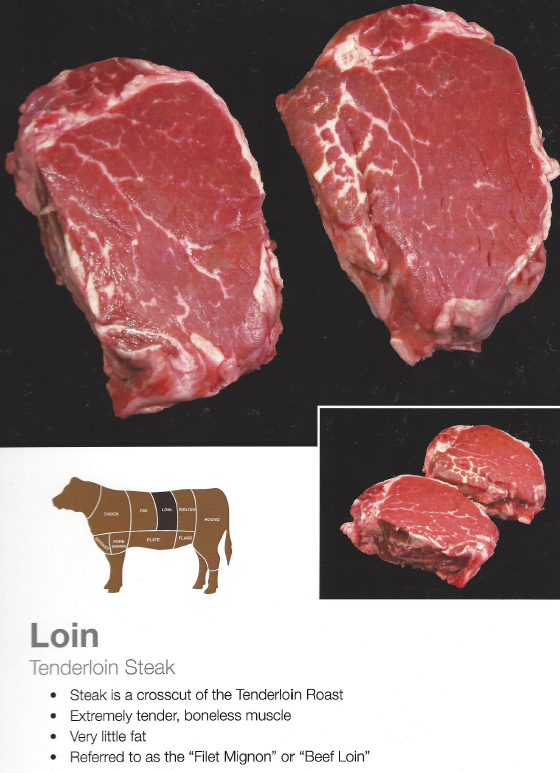 CHUCK
RIB
LOIN
SIRLOIN
ROUND
BRISKET
FORE
SHANK
PLATE
FLANK
Loin
Tenderloin Steak
• Steak is a crosscut of the Tenderloin Roast
• Extremely tender, boneless muscle
• Very little fat
• Referred to as the “Filet Mignon” or “Beef Loin”